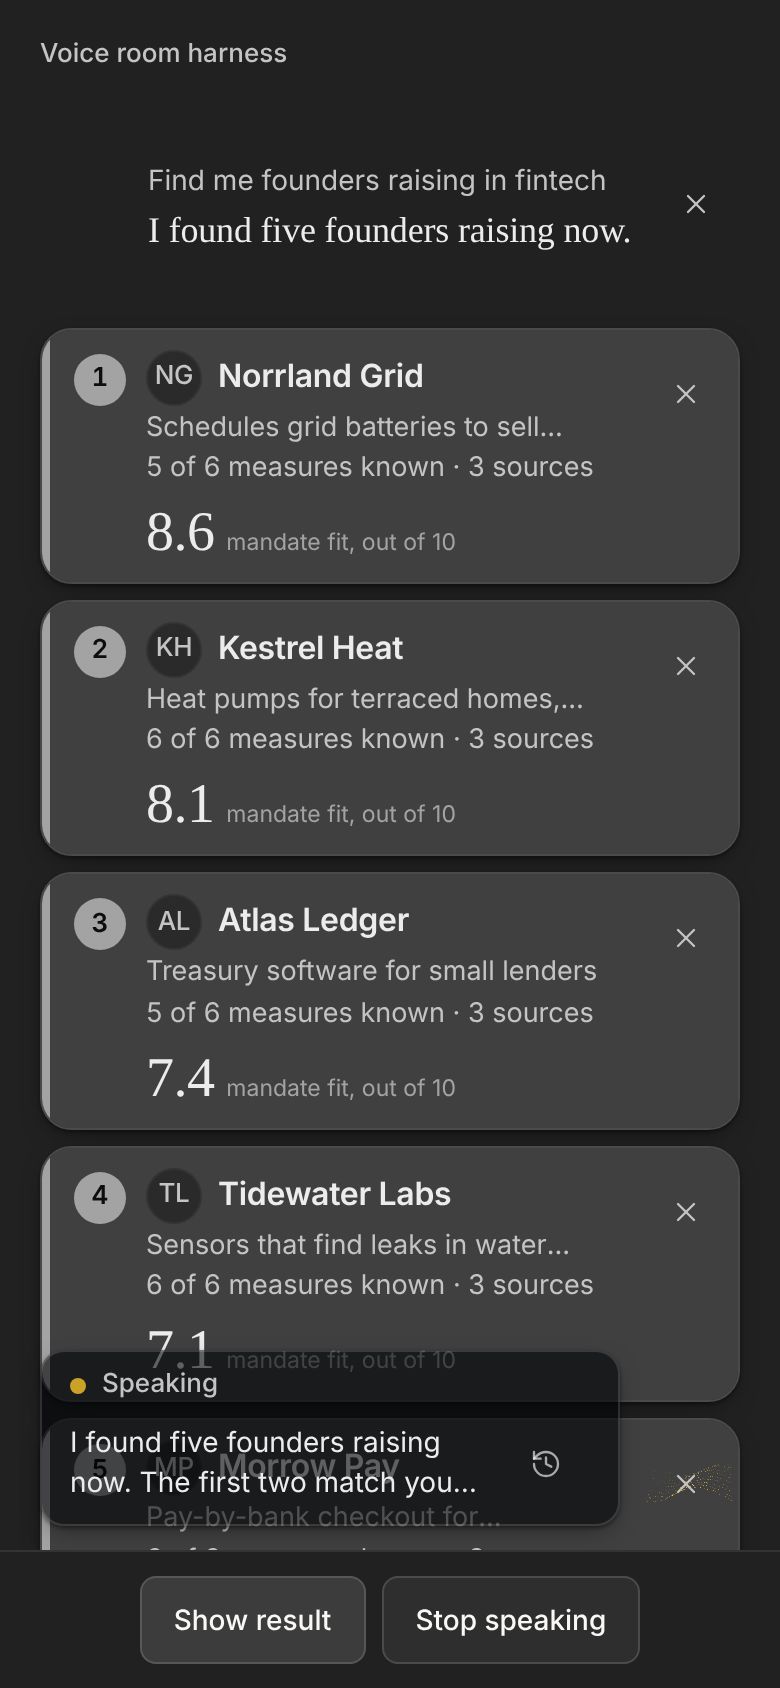 Voice room harness
Find me founders raising in fintech
I found five founders raising now.
1 NG Norrland Grid
Schedules grid batteries to sell...
5 of 6 measures known · 3 sources
8.6 mandate fit, out of 10
2 KH Kestrel Heat
Heat pumps for terraced homes,...
6 of 6 measures known · 3 sources
8.1 mandate fit, out of 10
3 AL Atlas Ledger
Treasury software for small lenders
5 of 6 measures known · 3 sources
7.4 mandate fit, out of 10
4 TL Tidewater Labs
Sensors that find leaks in water...
6 of 6 measures known · 3 sources
7.1 mandate fit, out of 10
Speaking
I found five founders raising
now. The first two match you...
5 MP Morrow Pay
Pay-by-bank checkout for...
Show result
Stop speaking